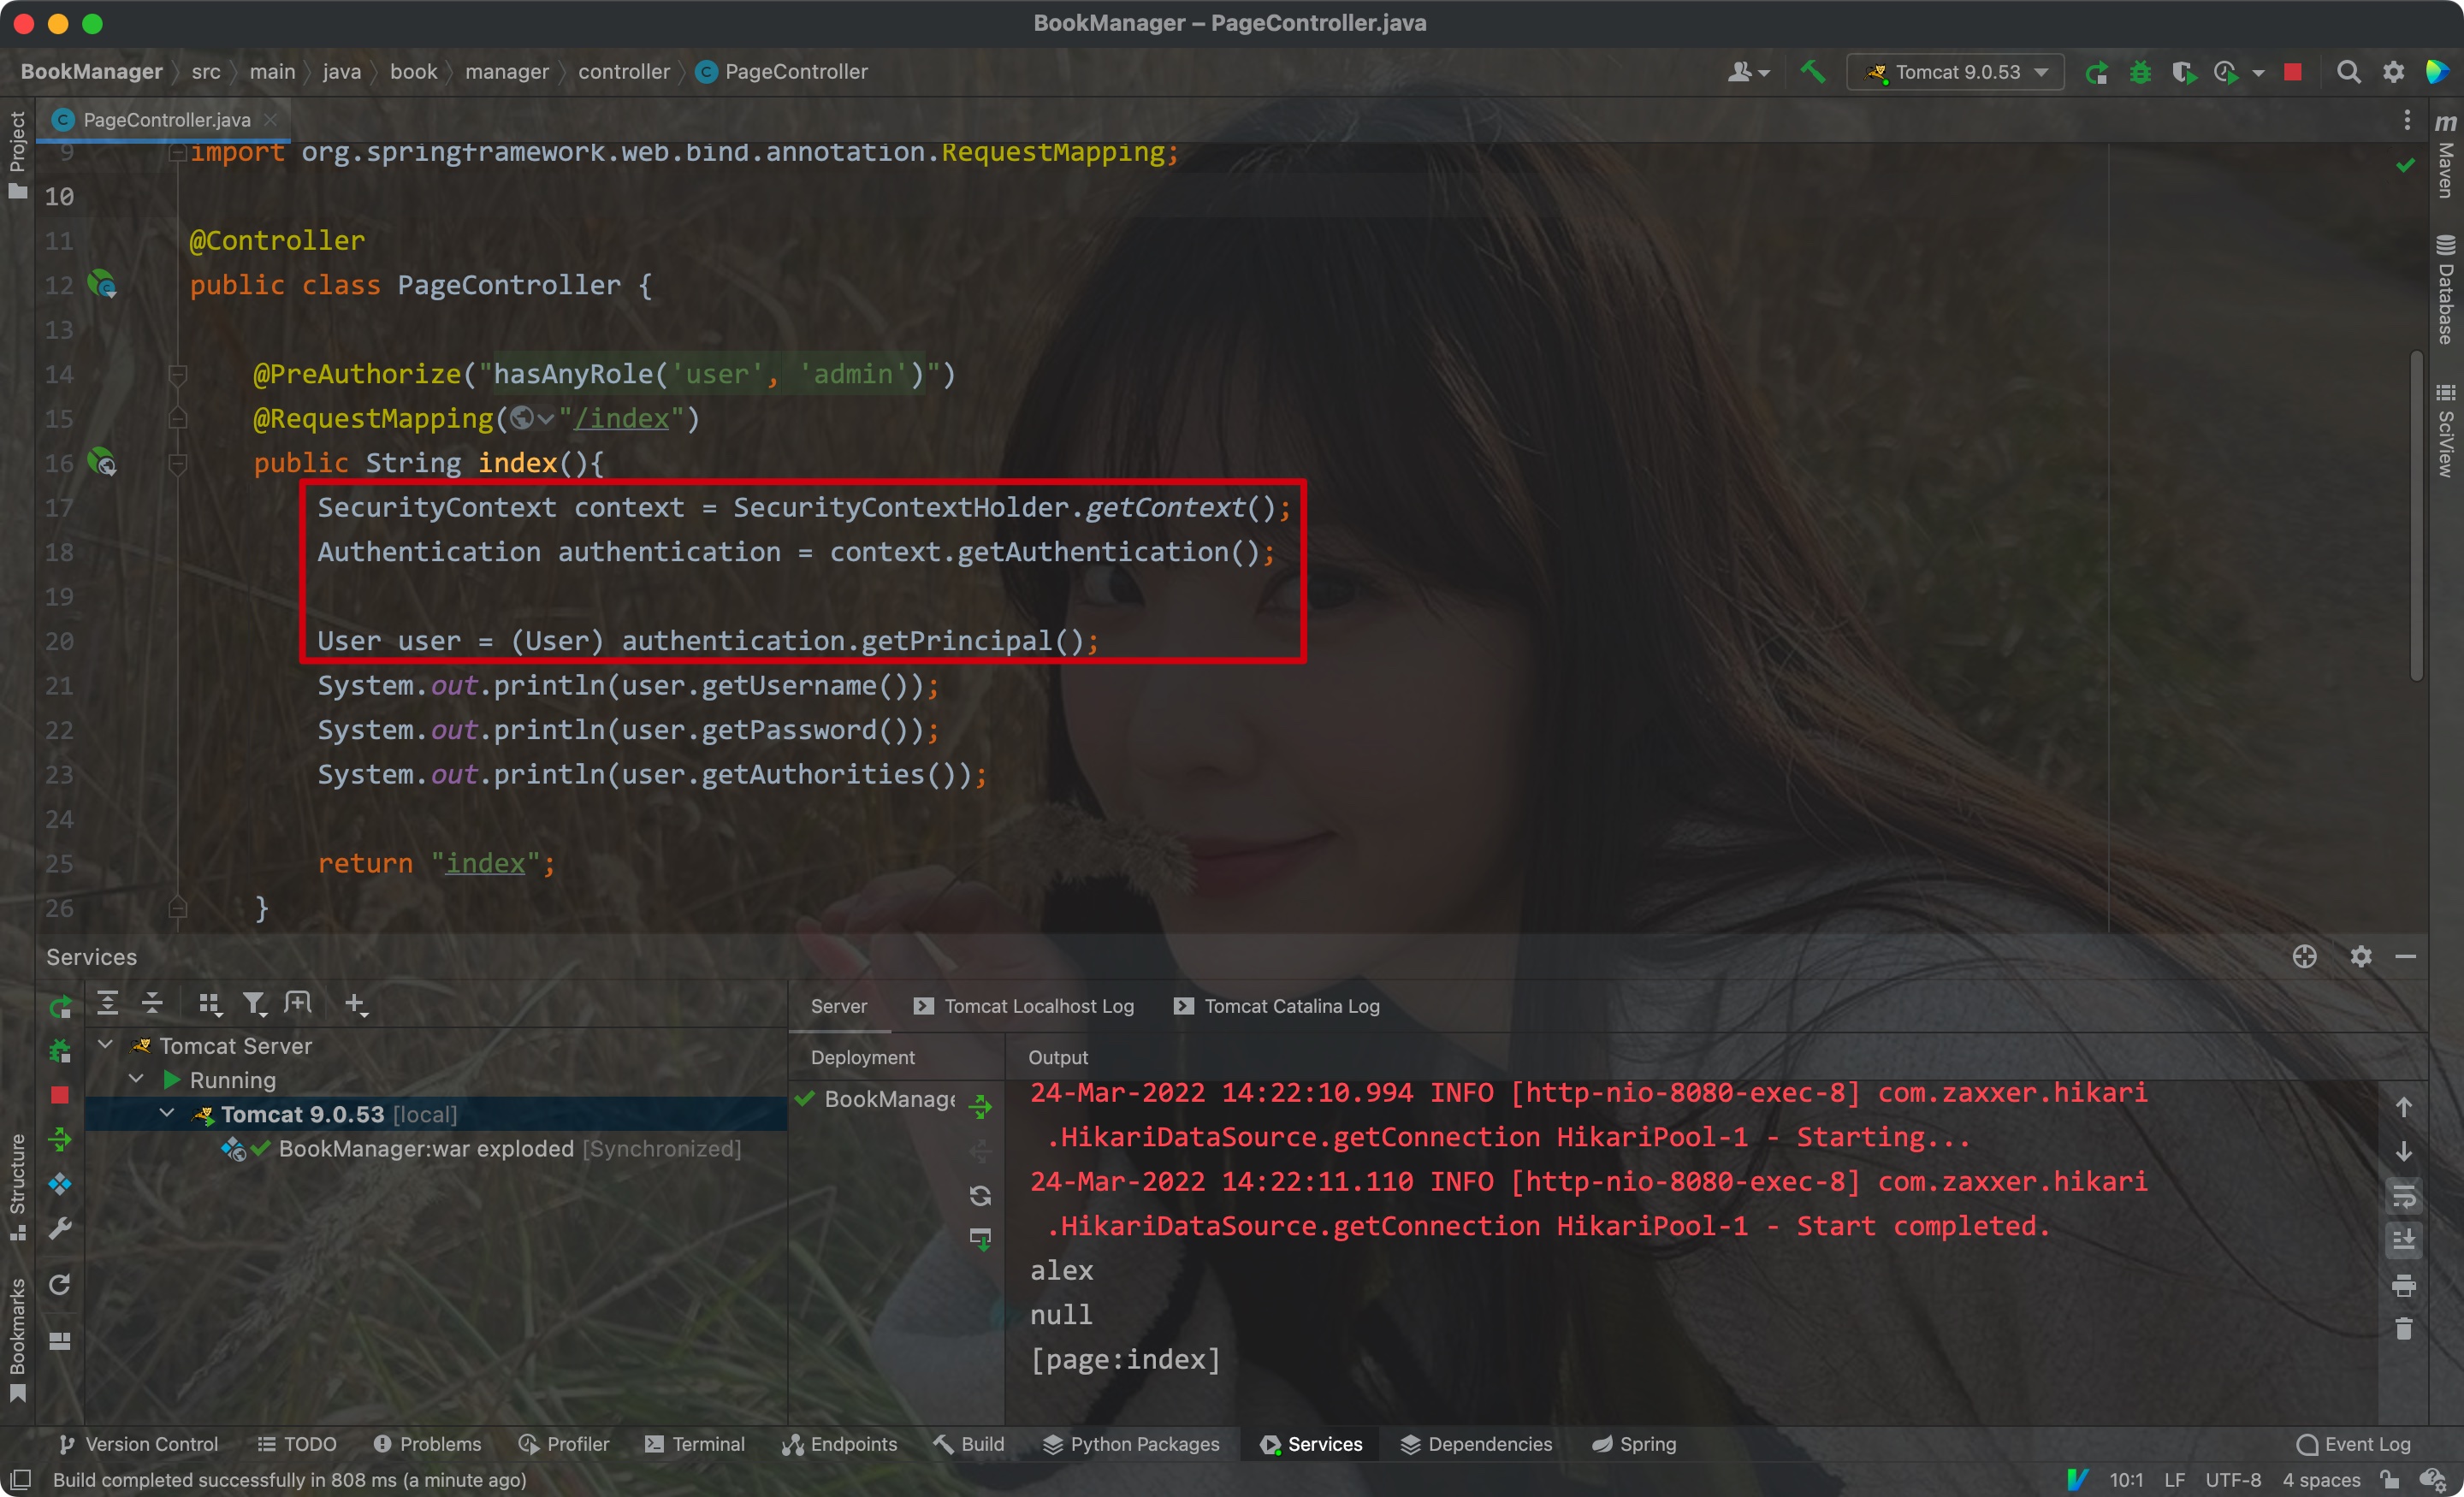 BookManager – PageController.java
BookManager src main java book manager controller PageController
Tomcat 9.0.53
Project
PageController.java
9 import org.springframework.web.bind.annotation.RequestMapping;
10
11 @Controller
12 public class PageController {
13
14 @PreAuthorize("hasAnyRole('user', 'admin')")
15 @RequestMapping("/index")
16 public String index(){
17 SecurityContext context = SecurityContextHolder.getContext();
18 Authentication authentication = context.getAuthentication();
19
20 User user = (User) authentication.getPrincipal();
21 System.out.println(user.getUsername());
22 System.out.println(user.getPassword());
23 System.out.println(user.getAuthorities());
24
25 return "index";
26 }
m Maven
Database
SciView
Services
Structure
Bookmarks
Tomcat Server
Running
Tomcat 9.0.53 [local]
BookManager:war exploded [Synchronized]
Server Tomcat Localhost Log Tomcat Catalina Log
Deployment Output
BookManage
24-Mar-2022 14:22:10.994 INFO [http-nio-8080-exec-8] com.zaxxer.hikari
.HikariDataSource.getConnection HikariPool-1 - Starting...
24-Mar-2022 14:22:11.110 INFO [http-nio-8080-exec-8] com.zaxxer.hikari
.HikariDataSource.getConnection HikariPool-1 - Start completed.
alex
null
[page:index]
Version Control TODO Problems Profiler Terminal Endpoints Build Python Packages Services Dependencies Spring Event Log
Build completed successfully in 808 ms (a minute ago) 10:1 LF UTF-8 4 spaces